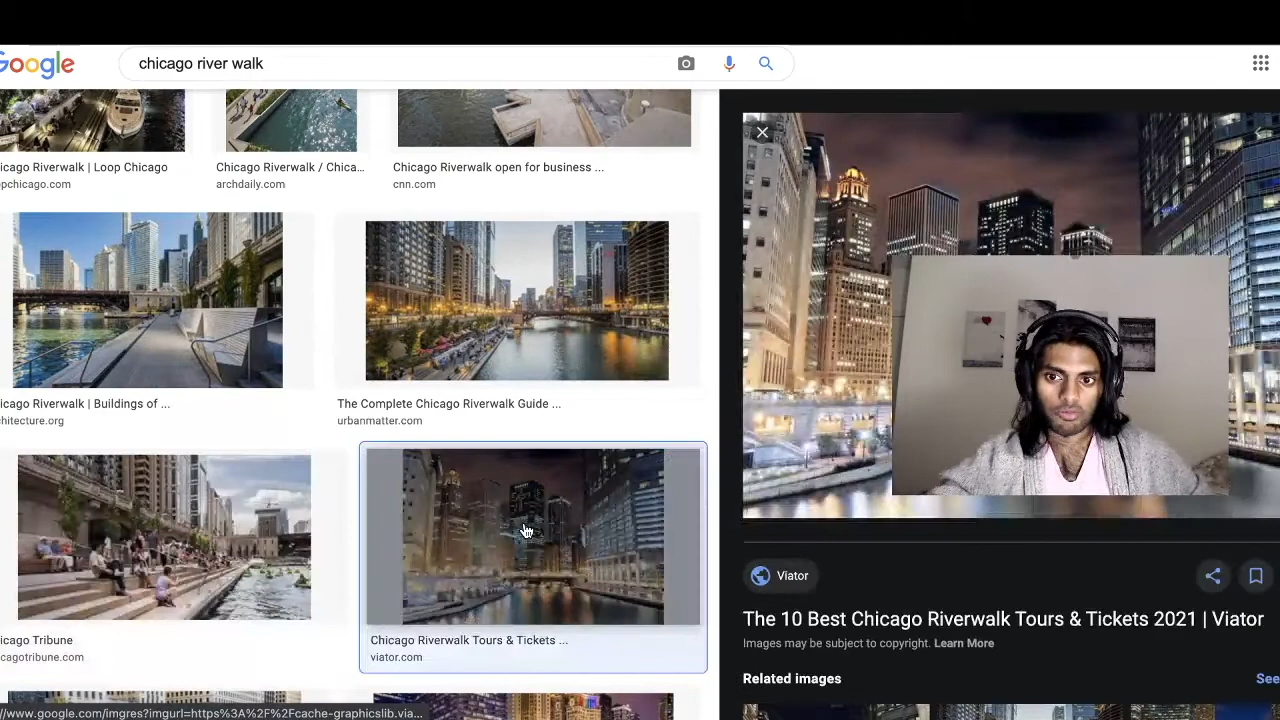 Google
chicago river walk
icago Riverwalk | Loop Chicago
opchicago.com
Chicago Riverwalk / Chica...
archdaily.com
Chicago Riverwalk open for business ...
cnn.com
icago Riverwalk | Buildings of ...
chitecture.org
The Complete Chicago Riverwalk Guide ...
urbanmatter.com
icago Tribune
cagotribune.com
Chicago Riverwalk Tours & Tickets ...
viator.com
//www.google.com/imgres?imgurl=https%3A%2F%2Fcache-graphicslib.via...
Viator
The 10 Best Chicago Riverwalk Tours & Tickets 2021 | Viator
Images may be subject to copyright. Learn More
Related images
See